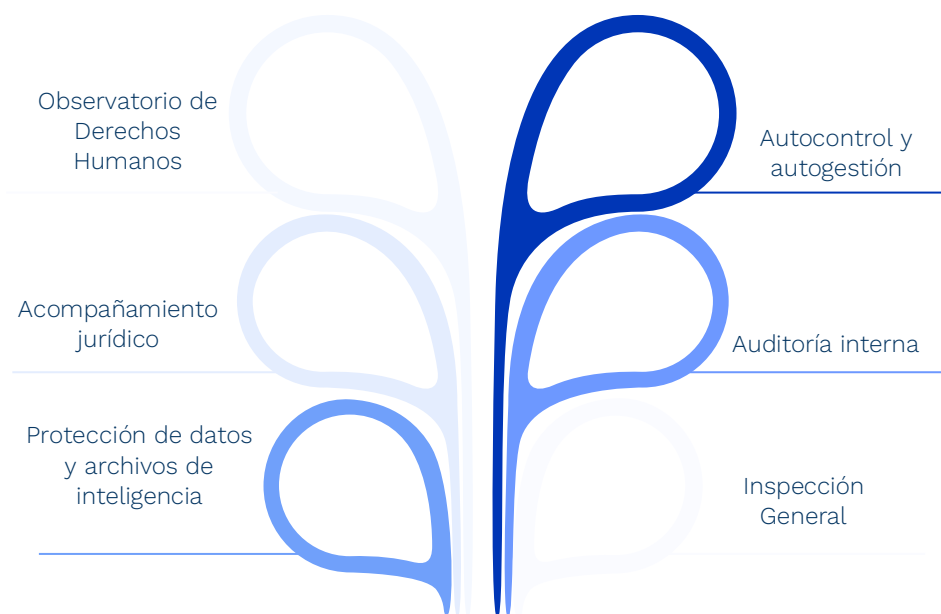 Observatorio de
Derechos
Humanos
Autocontrol y
autogestión
Acompañamiento
jurídico
Auditoría interna
Protección de datos
y archivos de
inteligencia
Inspección
General